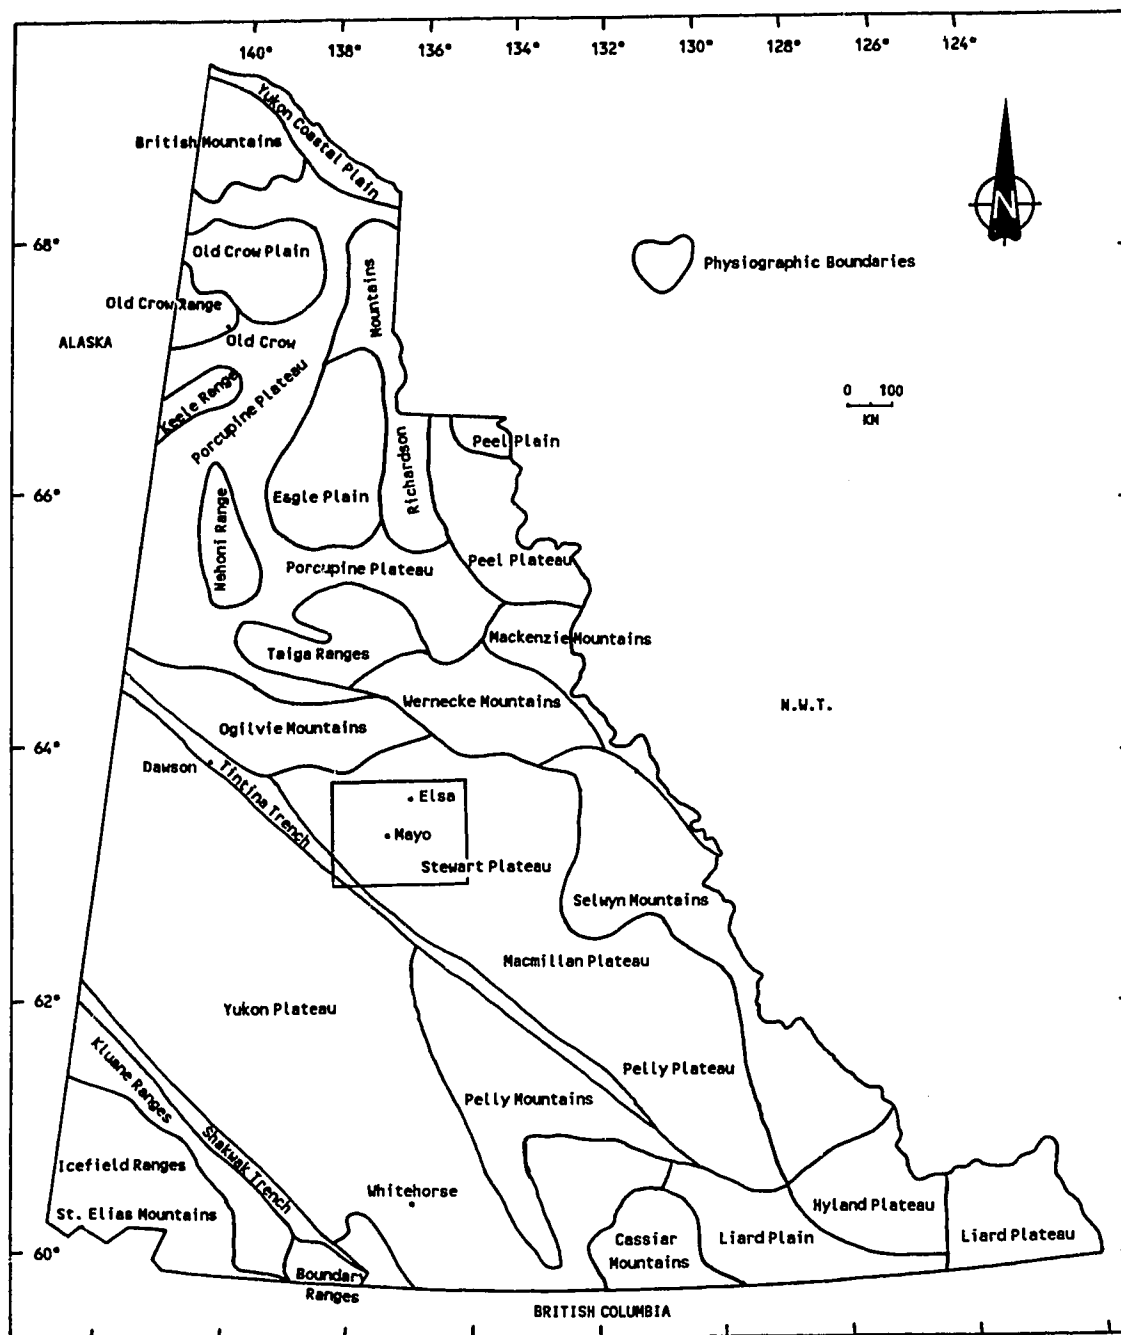 140° 138° 136° 134° 132° 130° 128° 126° 124°
Yukon Coastal Plain
British Mountains
N
68°
Old Crow Plain
Physiographic Boundaries
Mountains
Old Crow Range
ALASKA
Old Crow
Keele Range
Porcupine Plateau
0 100
KM
Peel Plain
Richardson
66°
Eagle Plain
Nahoni Range
Peel Plateau
Porcupine Plateau
Mackenzie Mountains
Taiga Ranges
Wernecke Mountains
N.W.T.
Ogilvie Mountains
64°
Dawson
Tintina Trench
Elsa
Mayo
Stewart Plateau
Selwyn Mountains
Macmillan Plateau
62°
Yukon Plateau
Kluane Ranges
Pelly Plateau
Pelly Mountains
Shakwak Trench
Icefield Ranges
Whitehorse
St. Elias Mountains
Hyland Plateau
60°
Cassiar
Mountains
Liard Plain
Liard Plateau
Boundary
Ranges
BRITISH COLUMBIA